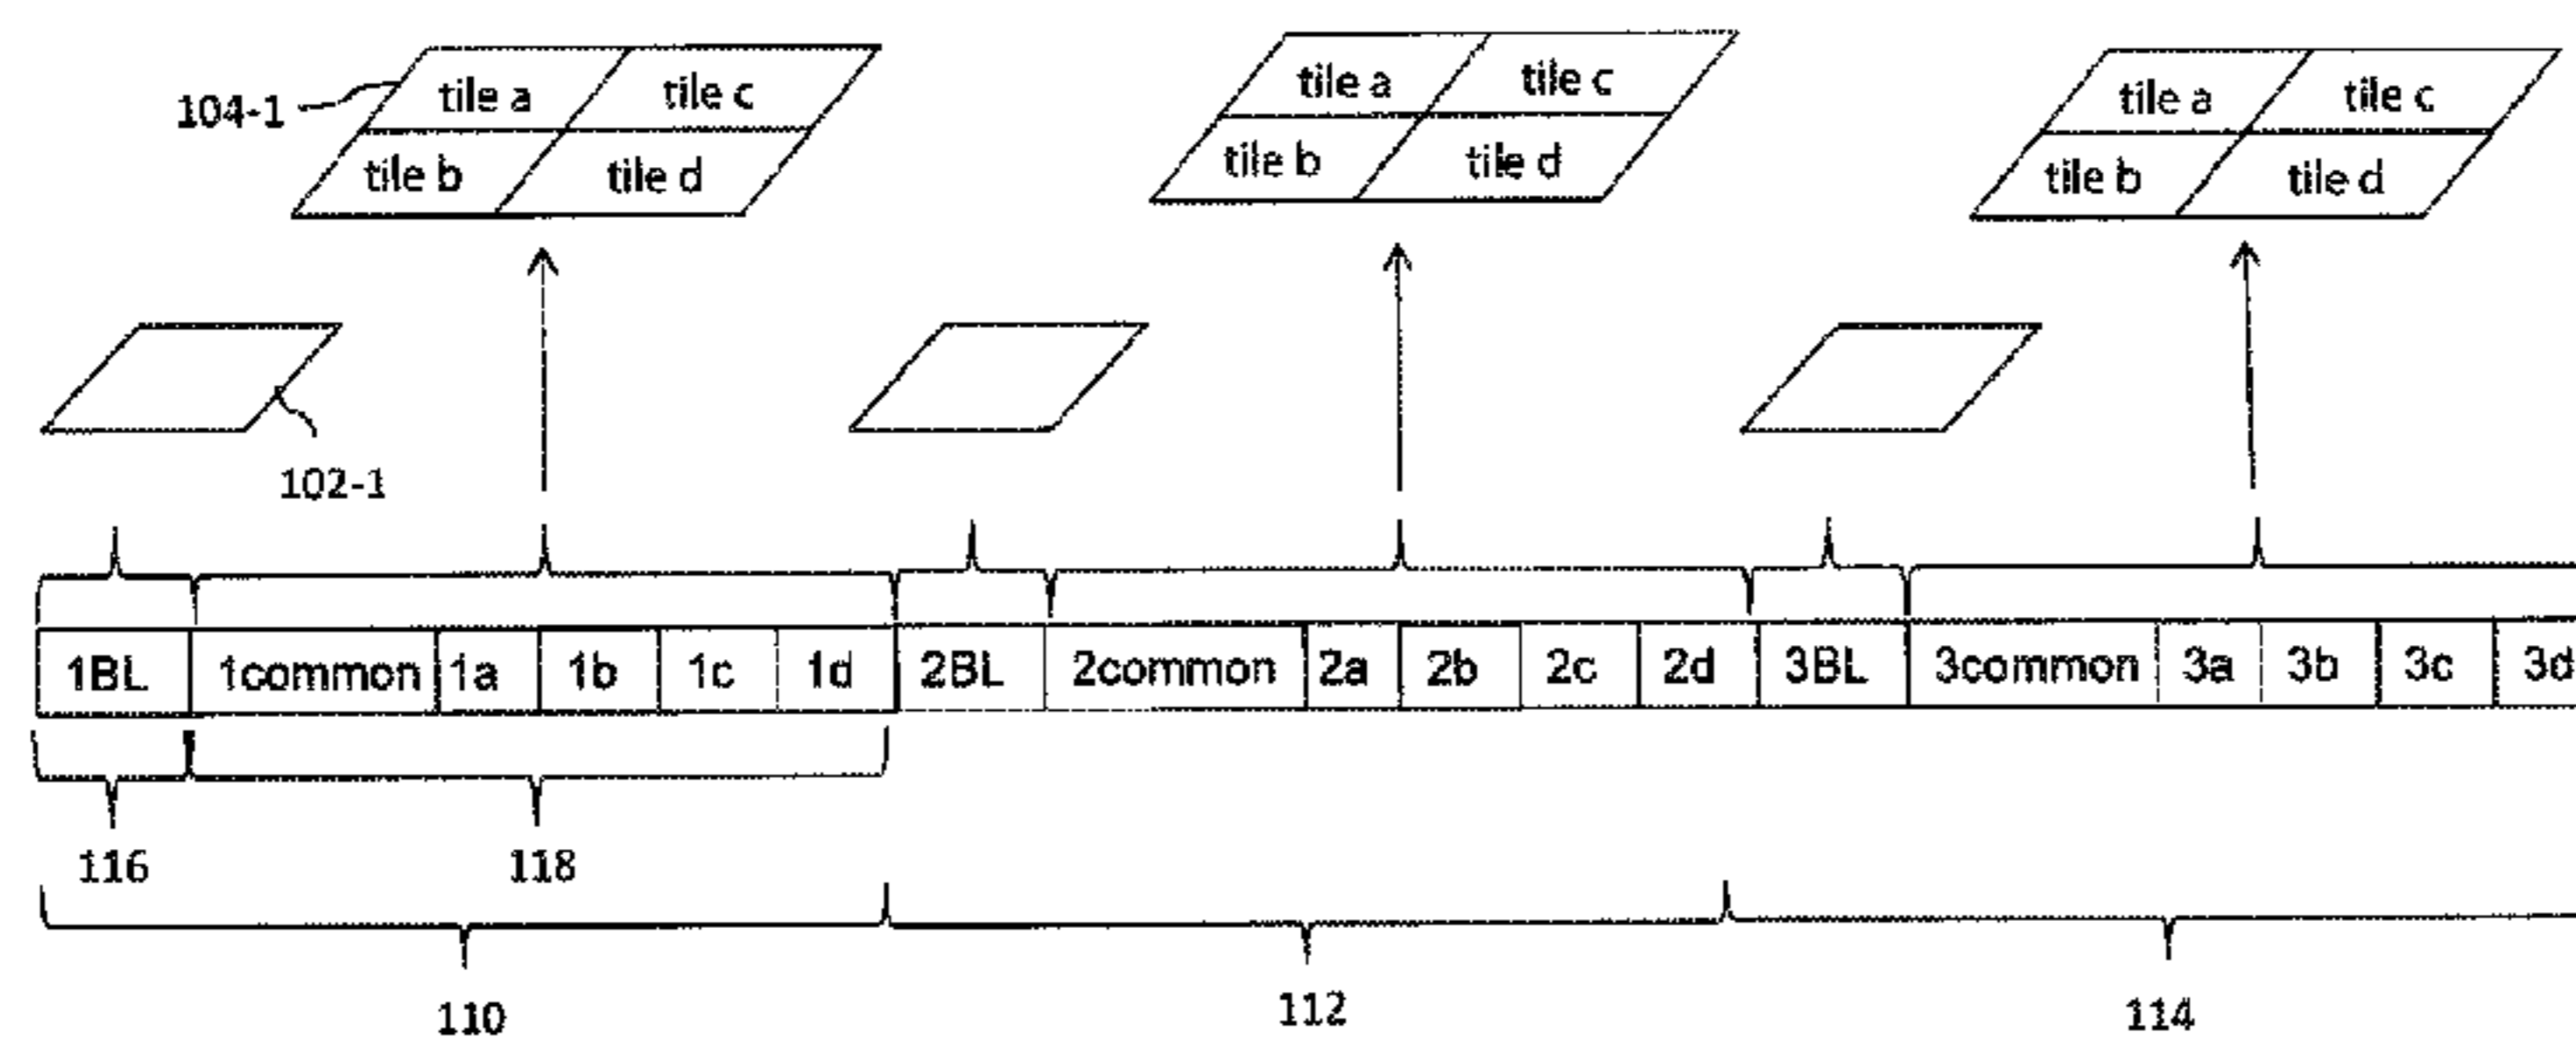 tile a tile c
104-1
tile b tile d
tile a tile c
tile b tile d
tile a tile c
tile b tile d
102-1
1BL 1common 1a 1b 1c 1d 2BL 2common 2a 2b 2c 2d 3BL 3common 3a 3b 3c 3d
116 118
110 112 114